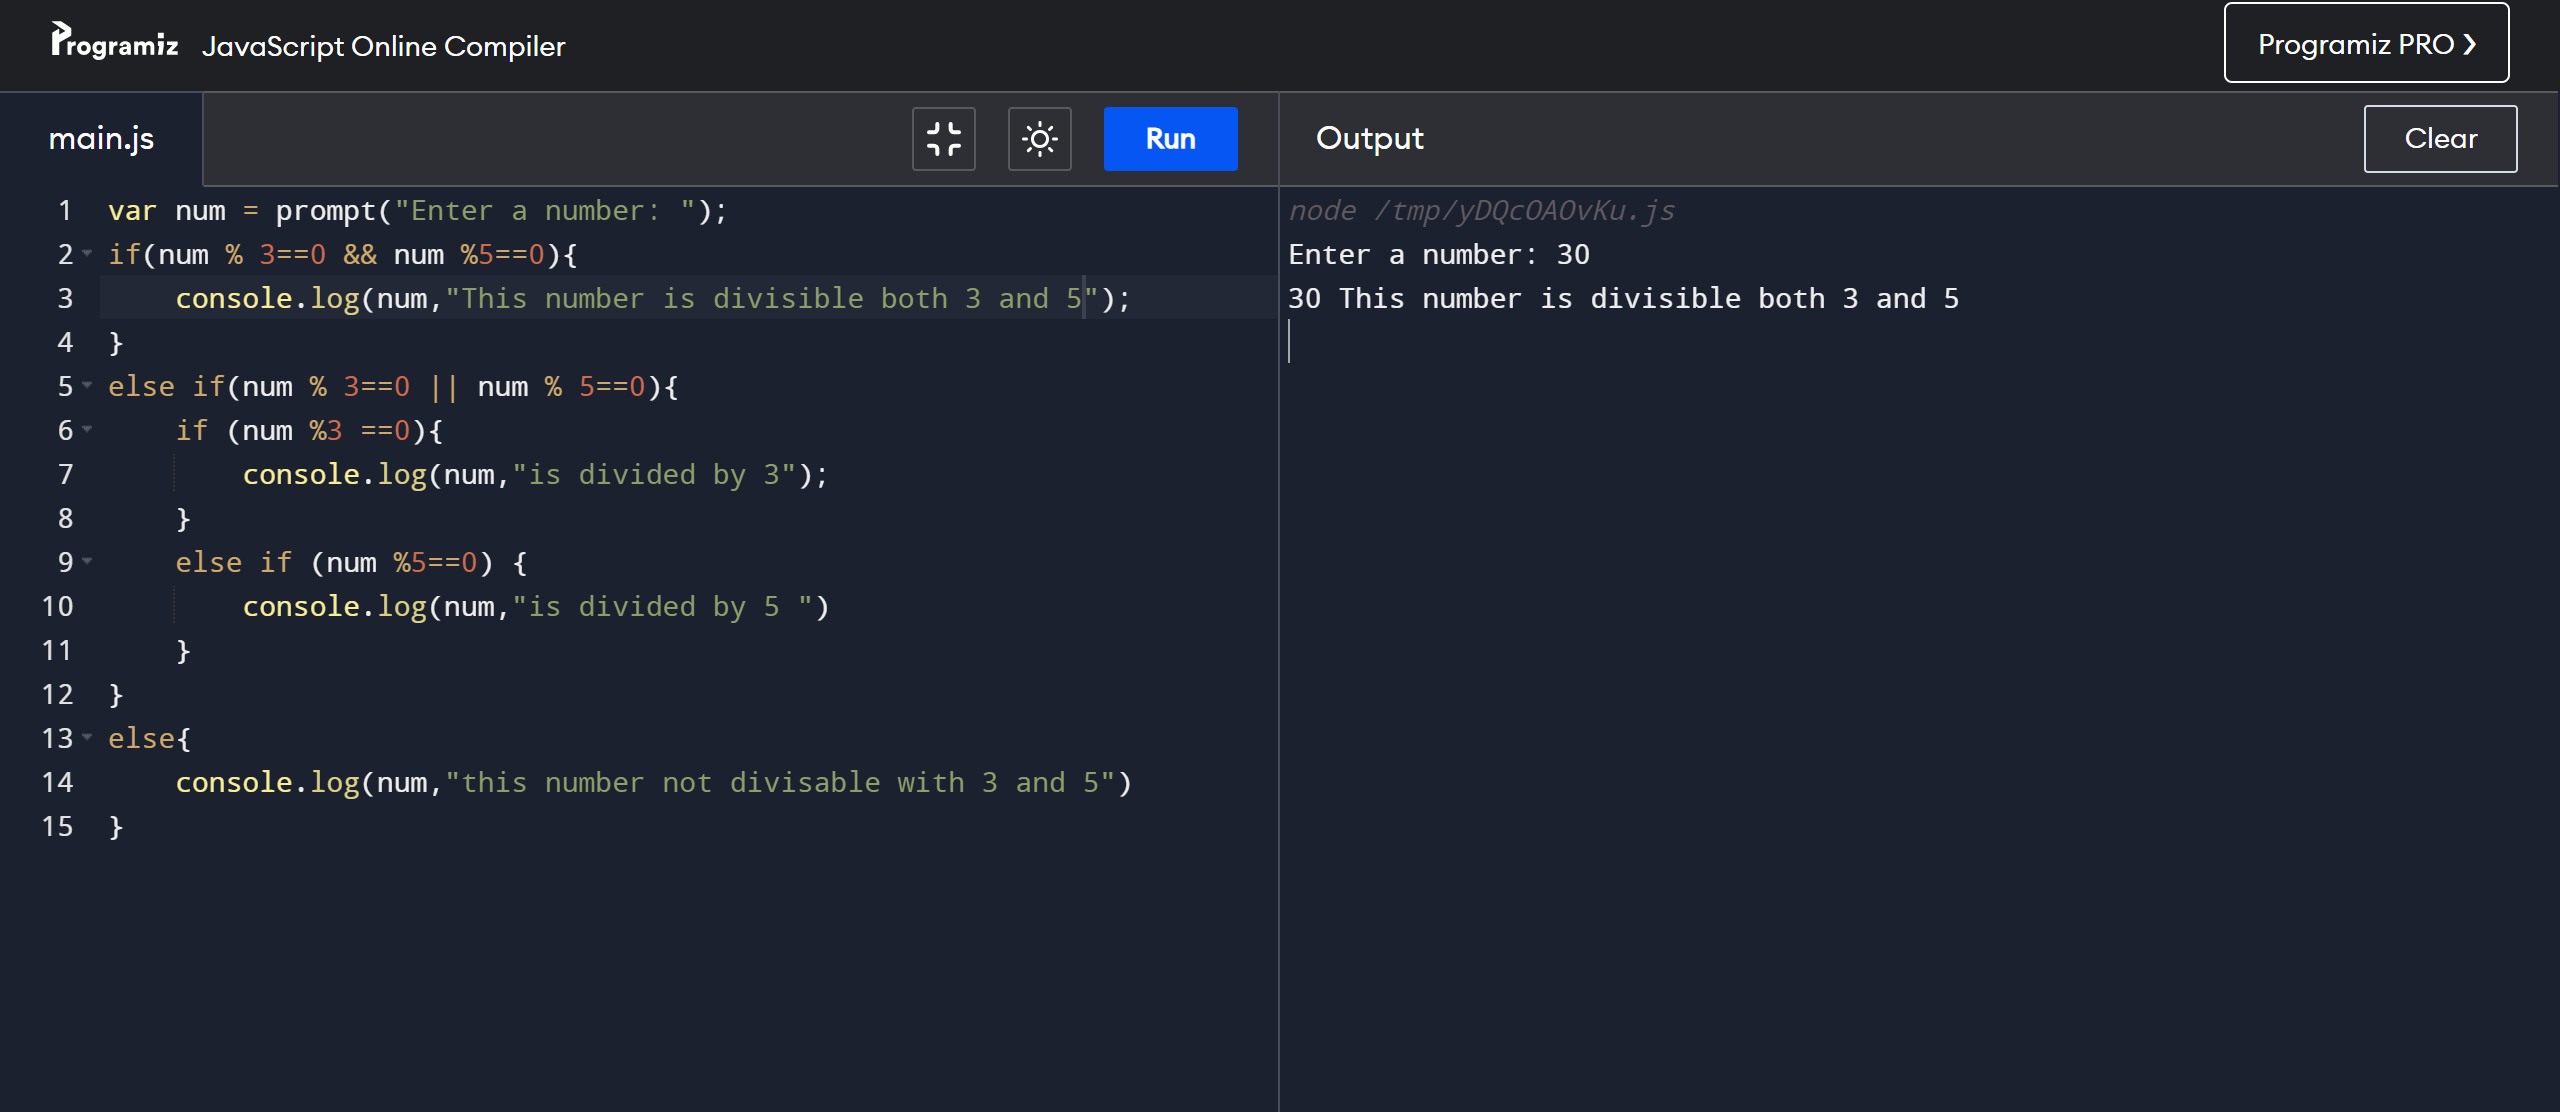 Programiz JavaScript Online Compiler
Programiz PRO ❯
main.js
Run
Output
Clear
1 var num = prompt("Enter a number: ");
2 if(num % 3==0 && num %5==0){
3     console.log(num,"This number is divisible both 3 and 5");
4 }
5 else if(num % 3==0 || num % 5==0){
6     if (num %3 ==0){
7         console.log(num,"is divided by 3");
8     }
9     else if (num %5==0) {
10         console.log(num,"is divided by 5 ")
11     }
12 }
13 else{
14     console.log(num,"this number not divisable with 3 and 5")
15 }
node /tmp/yDQcOAOvKu.js
Enter a number: 30
30 This number is divisible both 3 and 5